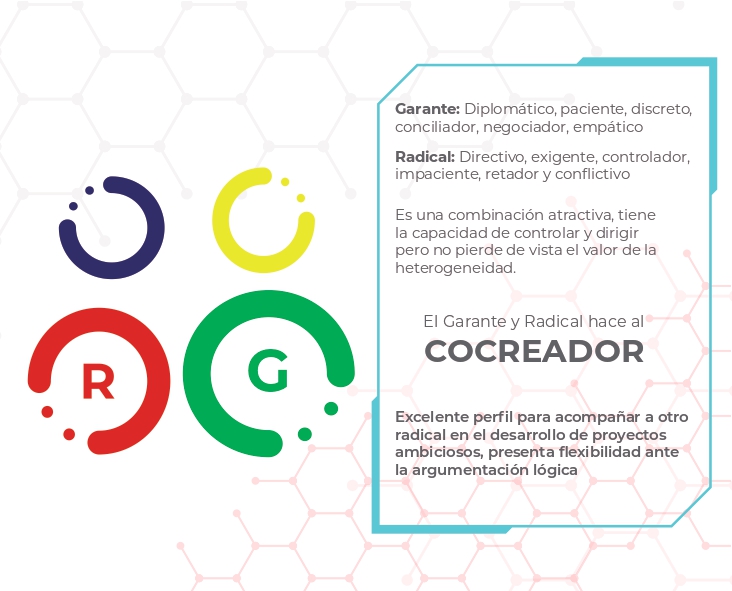 Garante: Diplomático, paciente, discreto,
conciliador, negociador, empático
Radical: Directivo, exigente, controlador,
impaciente, retador y conflictivo
Es una combinación atractiva, tiene
la capacidad de controlar y dirigir
pero no pierde de vista el valor de la
heterogeneidad.
El Garante y Radical hace al
COCREADOR
Excelente perfil para acompañar a otro
radical en el desarrollo de proyectos
ambiciosos, presenta flexibilidad ante
la argumentación lógica
R
G